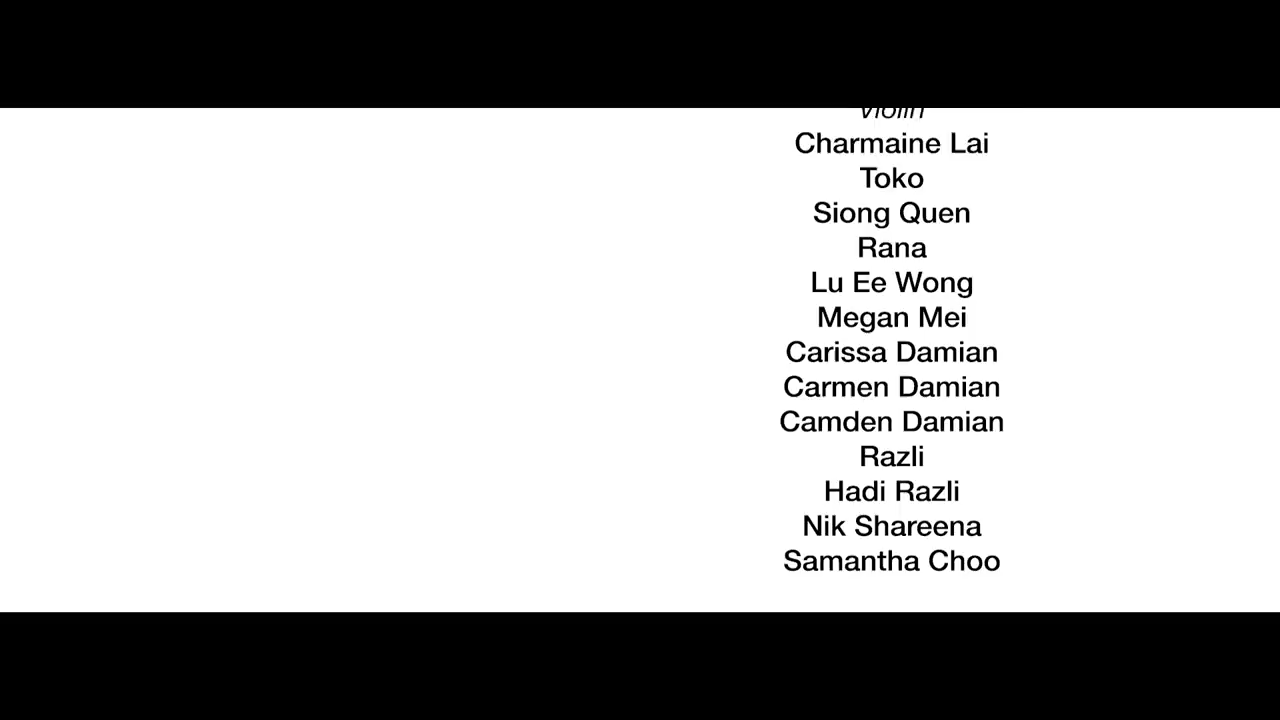 Violin
Charmaine Lai
Toko
Siong Quen
Rana
Lu Ee Wong
Megan Mei
Carissa Damian
Carmen Damian
Camden Damian
Razli
Hadi Razli
Nik Shareena
Samantha Choo